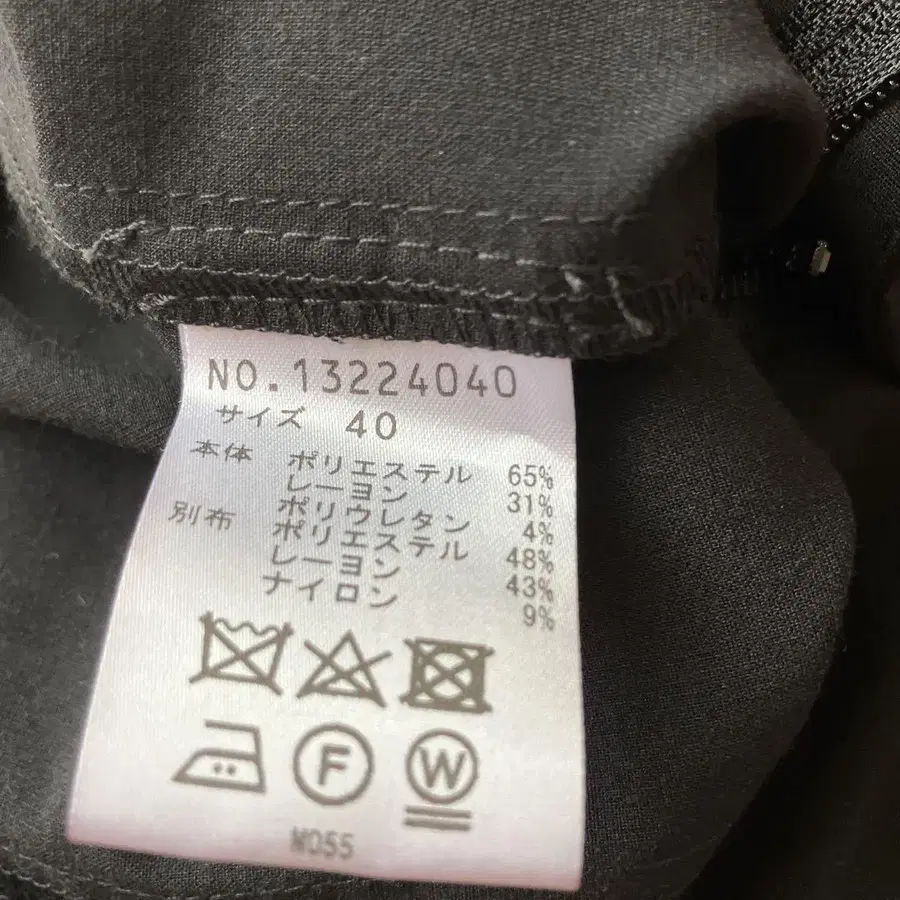 NO.13224040
サイズ 40
本体 ポリエステル 65%
レーヨン 31%
ポリウレタン 4%
別布 ポリエステル 48%
レーヨン 43%
ナイロン 9%
F W
M055